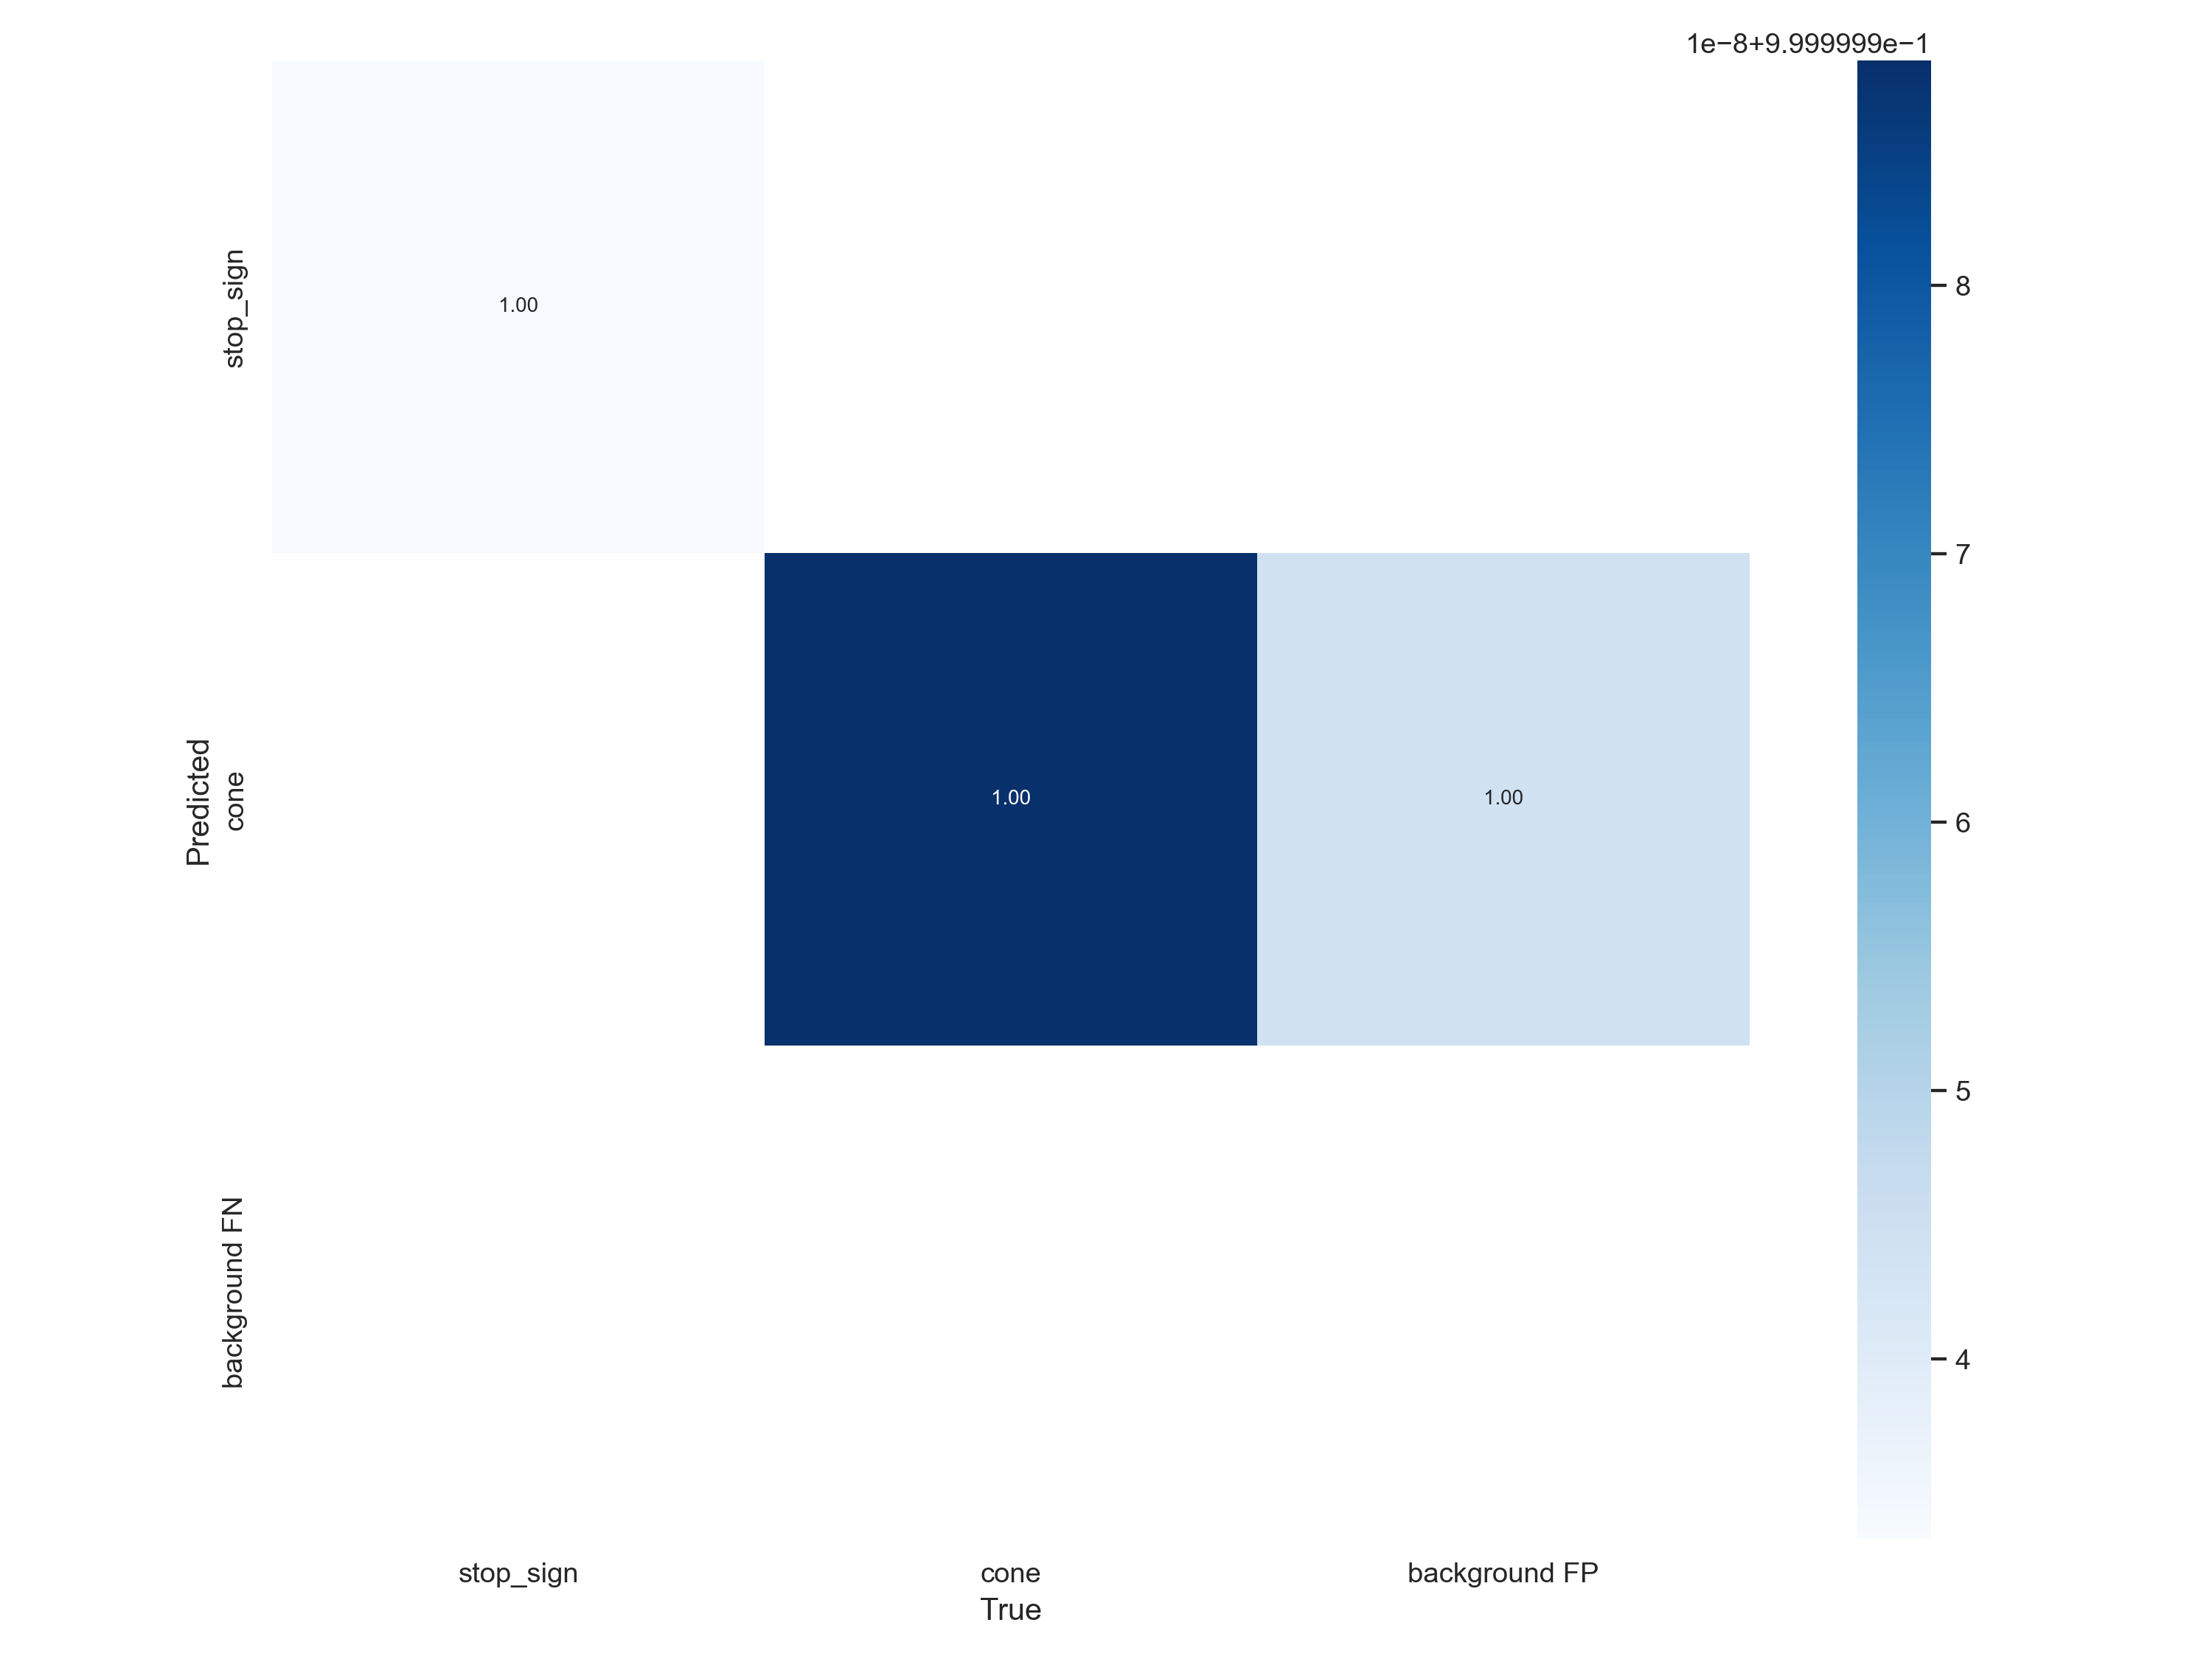 1e−8+9.999999e−1
stop_sign
1.00
8
7
Predicted
cone
1.00
1.00
6
5
background FN
4
stop_sign
cone
background FP
True